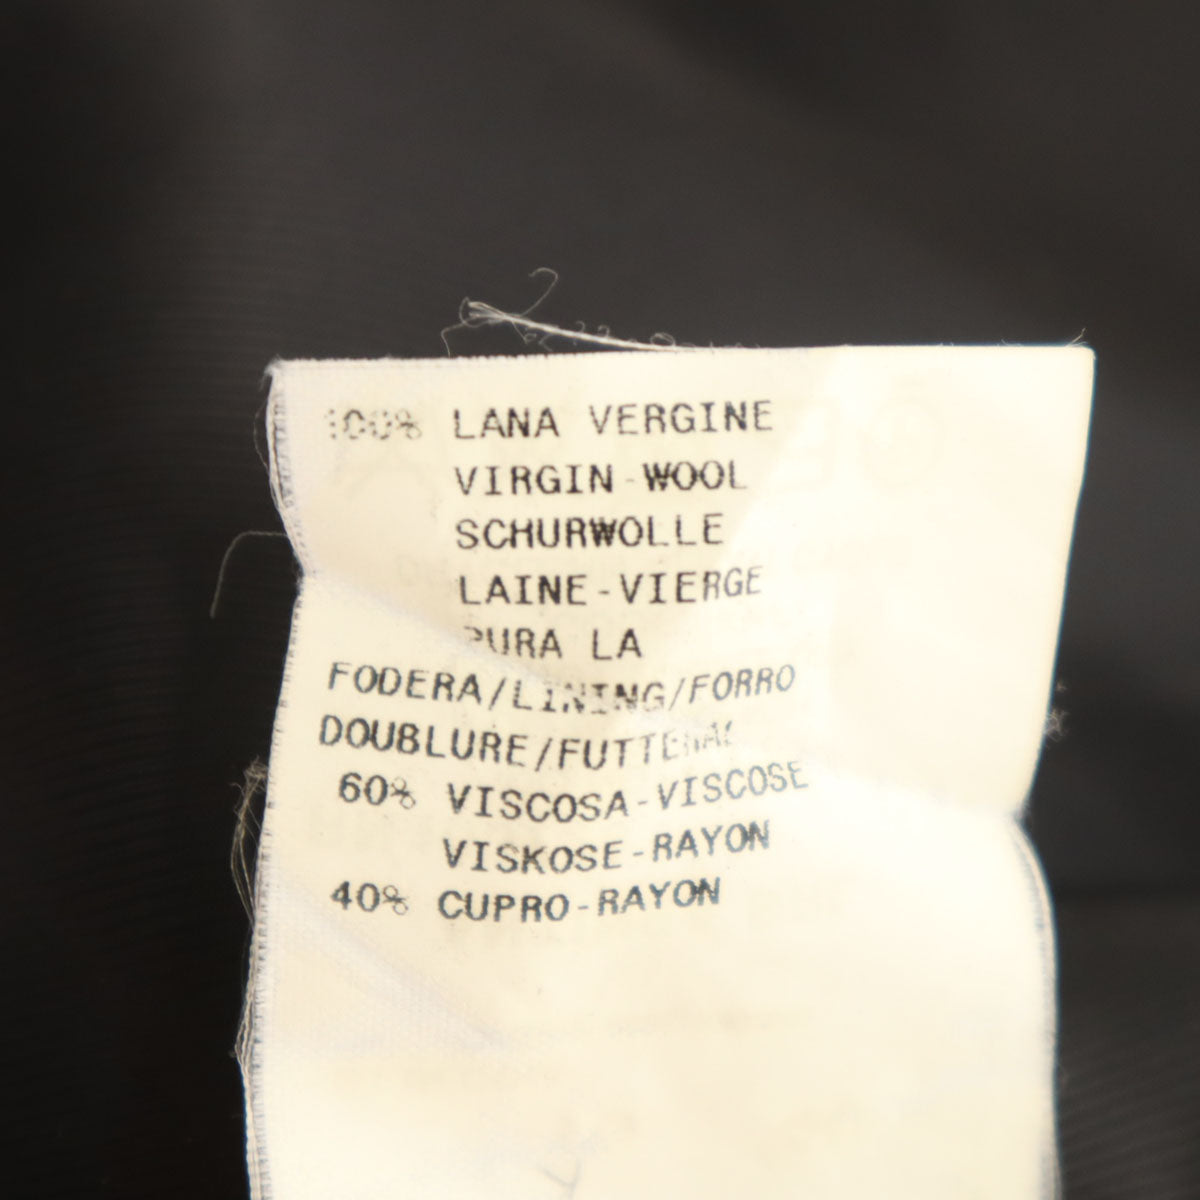 100% LANA VERGINE
VIRGIN-WOOL
SCHURWOLLE
LAINE-VIERGE
PURA LA
FODERA/LINING/FORRO
DOUBLURE/
60% VISCOSA-VISCOSE
VISKOSE-RAYON
40% CUPRO-RAYON